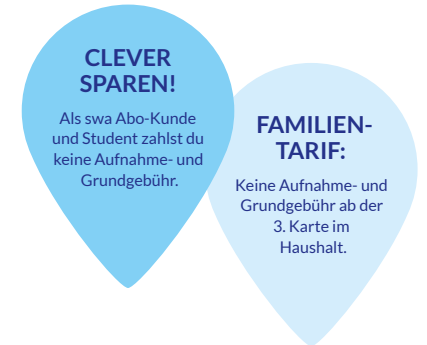 CLEVER
SPAREN!
Als swa Abo-Kunde
und Student zahlst du
keine Aufnahme- und
Grundgebühr.
FAMILIEN-
TARIF:
Keine Aufnahme- und
Grundgebühr ab der
3. Karte im
Haushalt.